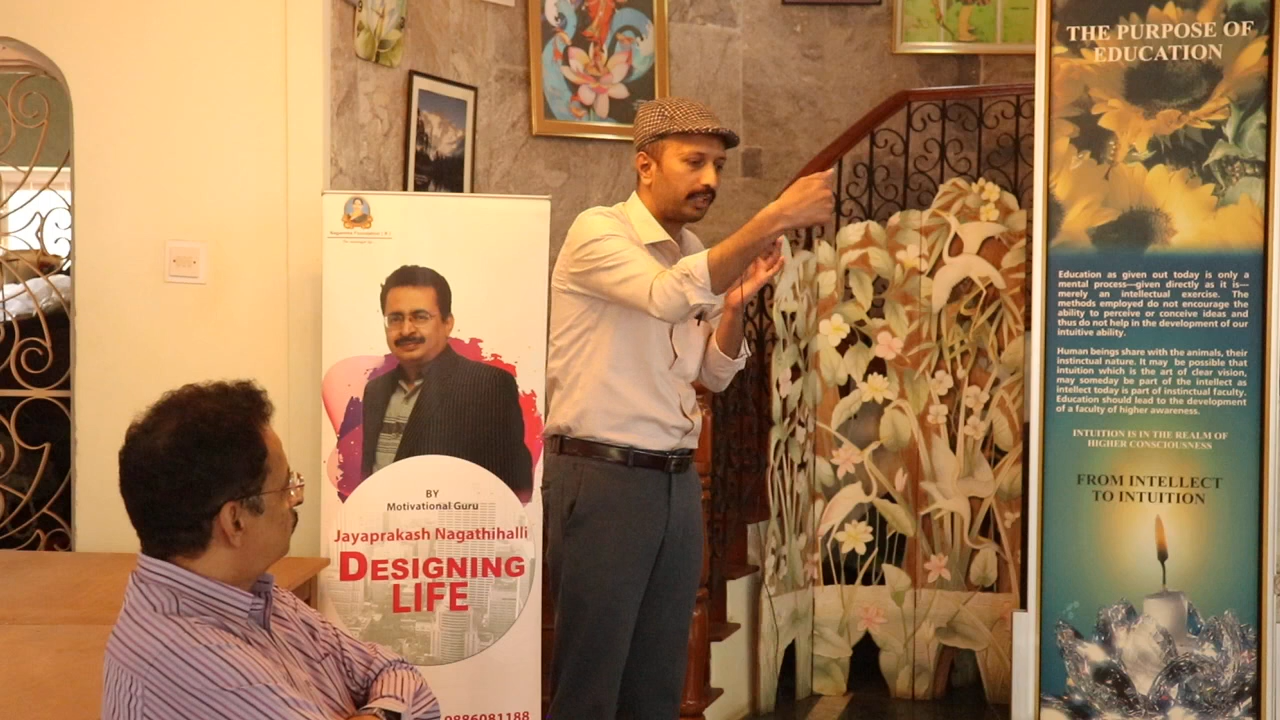 Nagathihalli Foundation (R)
BY
Motivational Guru
Jayaprakash Nagathihalli
DESIGNING
LIFE
9886081188
THE PURPOSE OF
EDUCATION
Education as given out today is only a
mental process—given directly as it is—
merely an intellectual exercise. The
methods employed do not encourage the
ability to perceive or conceive ideas and
thus do not help in the development of our
intuitive ability.
Human beings share with the animals, their
instinctual nature. It may be possible that
intuition which is the art of clear vision,
may someday be part of the intellect as
intellect today is part of instinctual faculty.
Education should lead to the development
of a faculty of higher awareness.
INTUITION IS IN THE REALM OF
HIGHER CONSCIOUSNESS
FROM INTELLECT
TO INTUITION